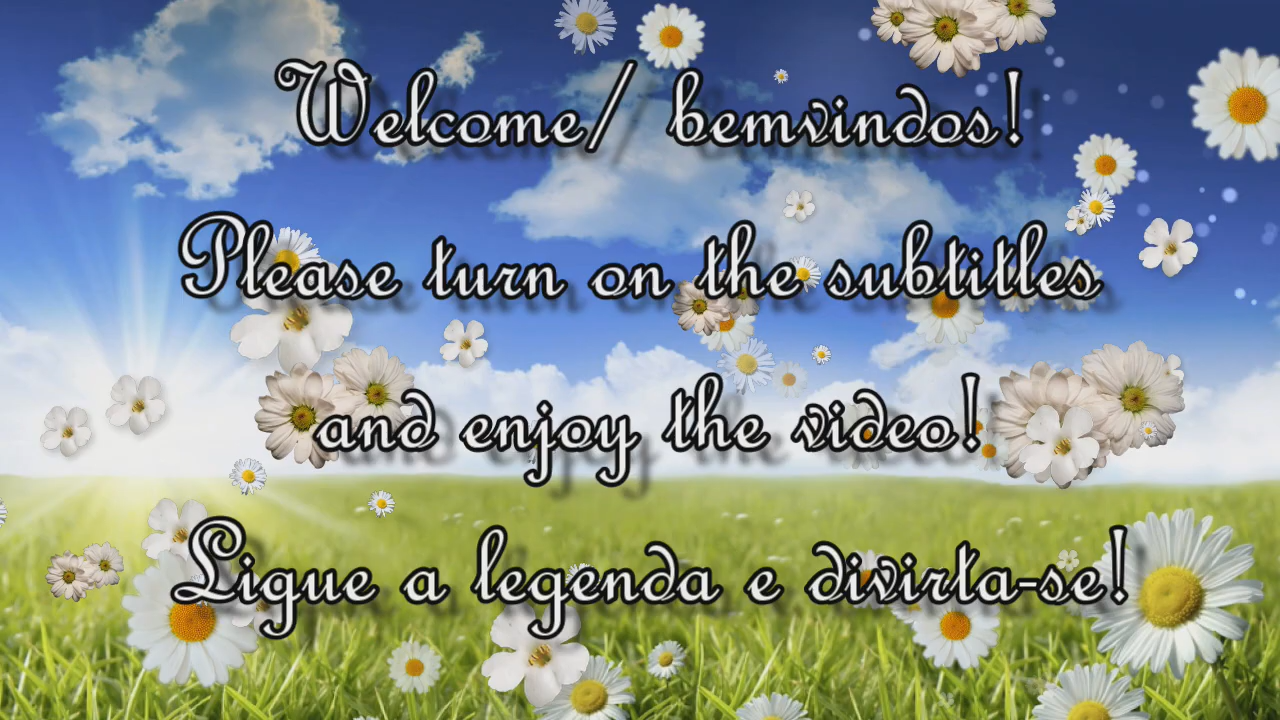 Welcome/ bemvindos!
Please turn on the subtitles
and enjoy the video!
Ligue a legenda e divirta-se!